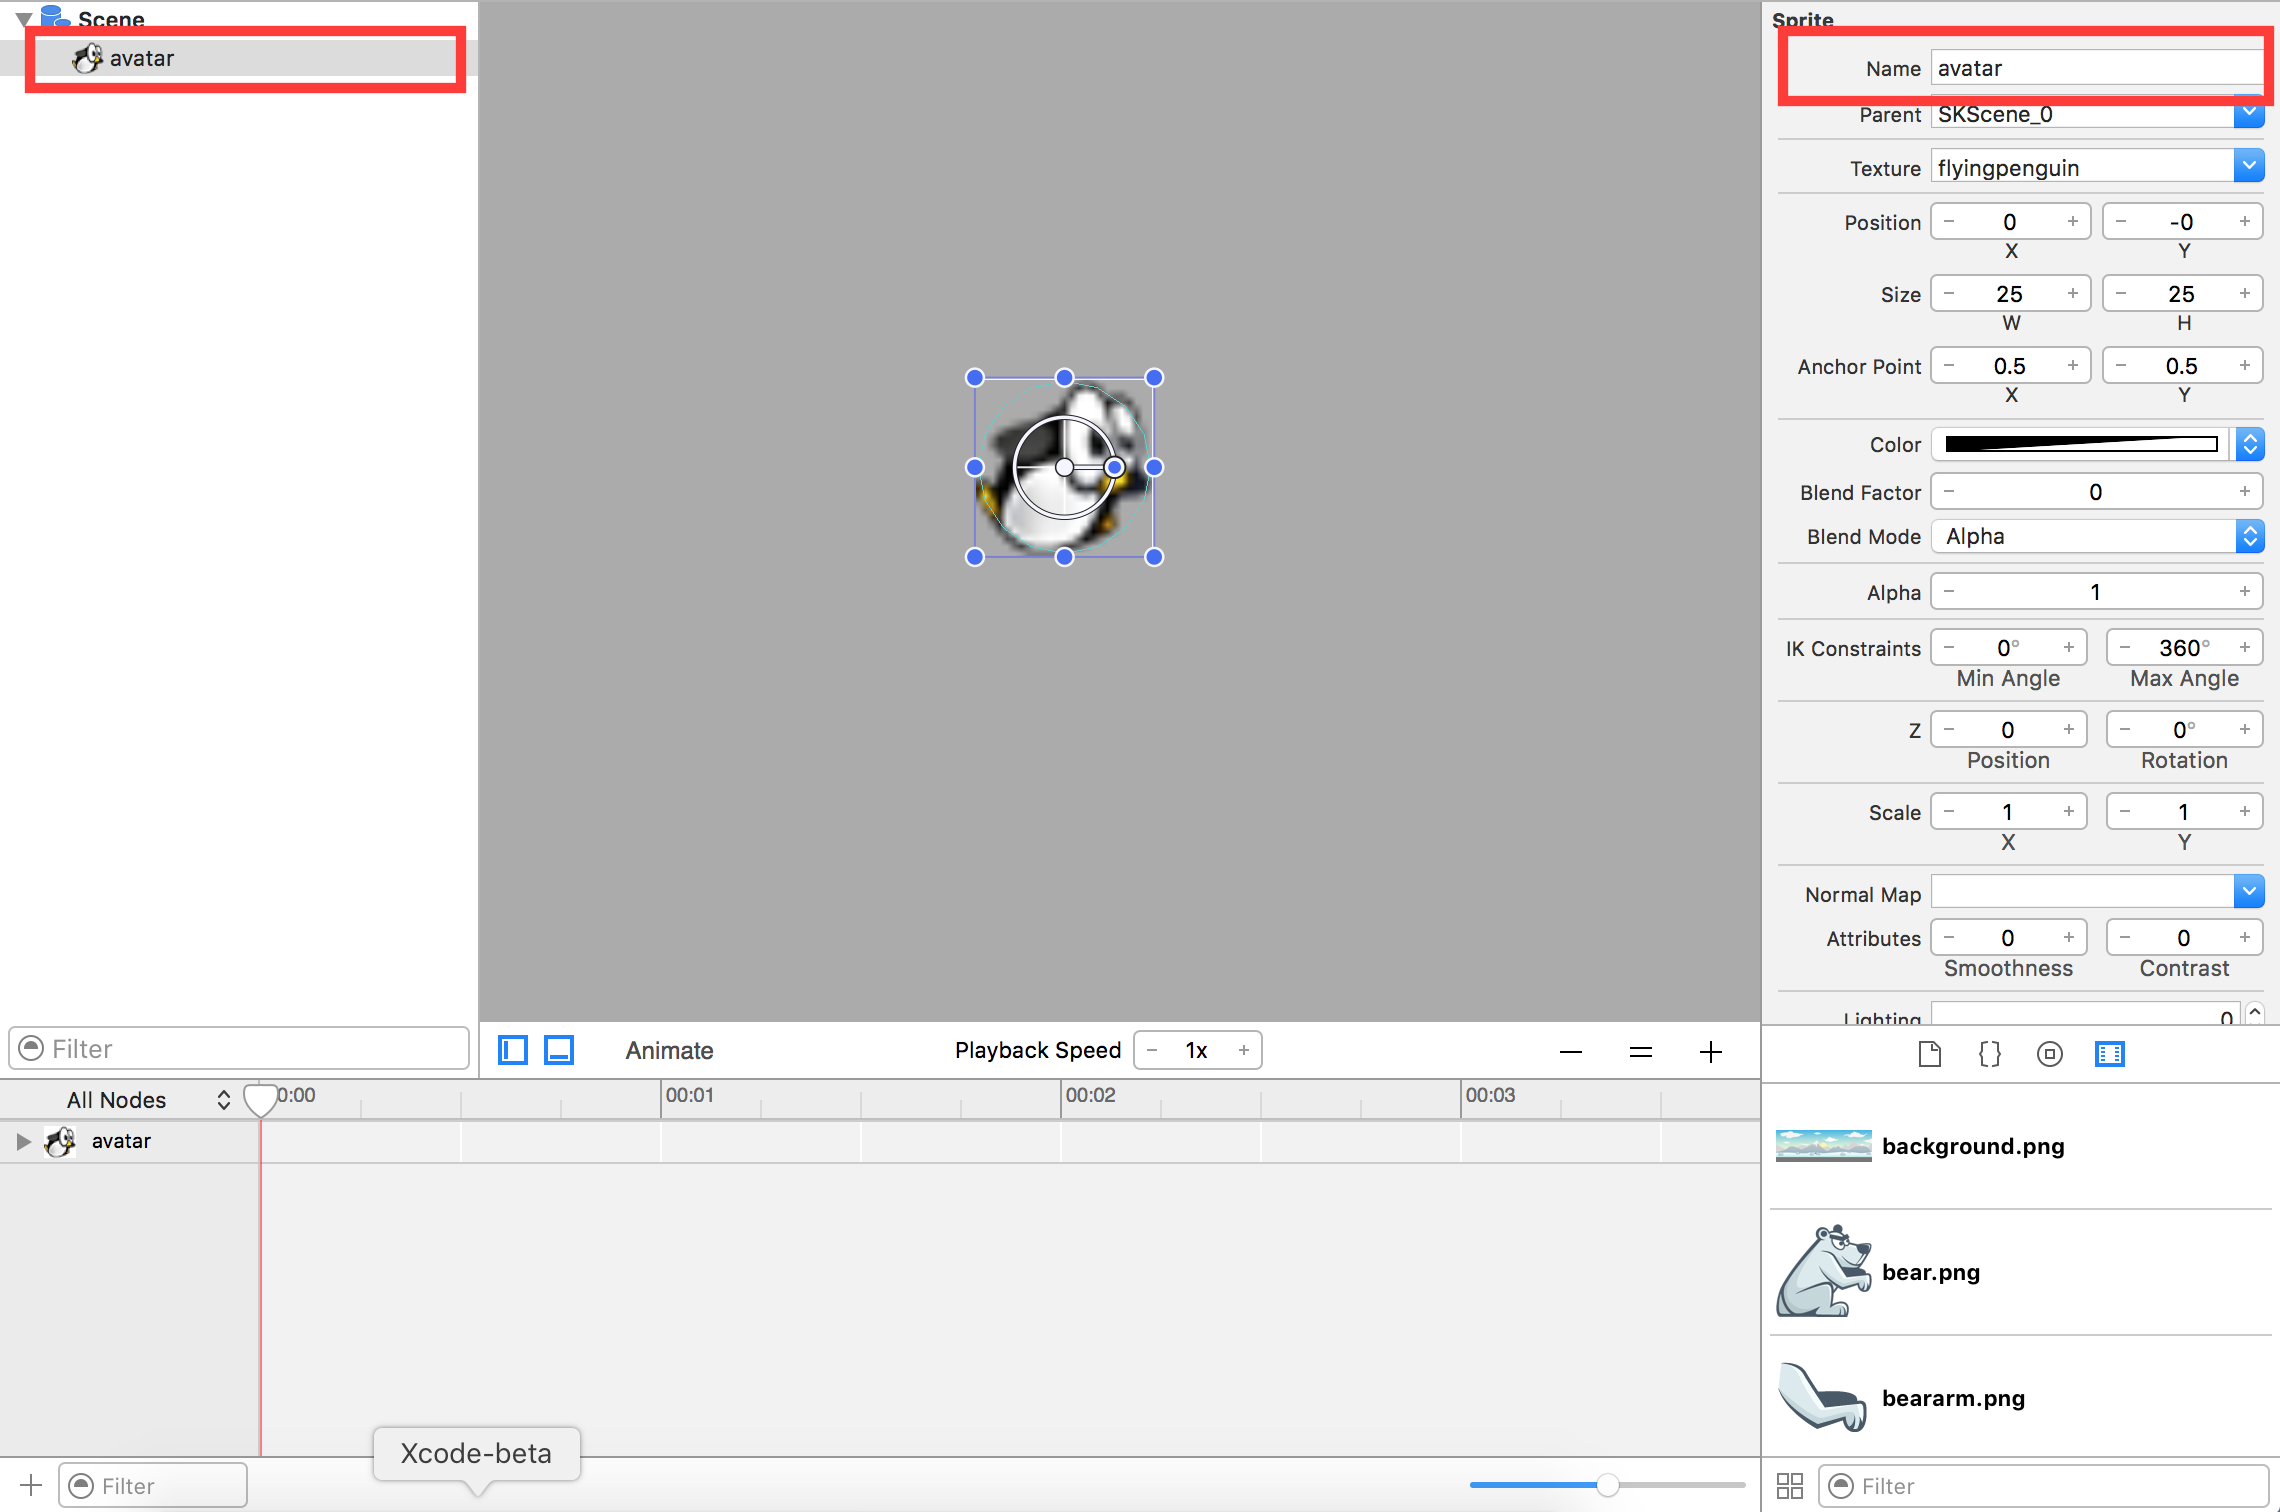 Scene
avatar
Sprite
Name avatar
Parent SKScene_0
Texture flyingpenguin
Position − 0 + − -0 +
X Y
Size − 25 + − 25 +
W H
Anchor Point − 0.5 + − 0.5 +
X Y
Color
Blend Factor − 0 +
Blend Mode Alpha
Alpha − 1 +
IK Constraints − 0° + − 360° +
Min Angle Max Angle
Z − 0 + − 0° +
Position Rotation
Scale − 1 + − 1 +
X Y
Normal Map
Attributes − 0 + − 0 +
Smoothness Contrast
Lighting 0
Filter
Animate Playback Speed − 1x + − = +
{}
All Nodes 0:00 00:01 00:02 00:03
avatar
background.png
bear.png
beararm.png
Xcode-beta
+ Filter
Filter